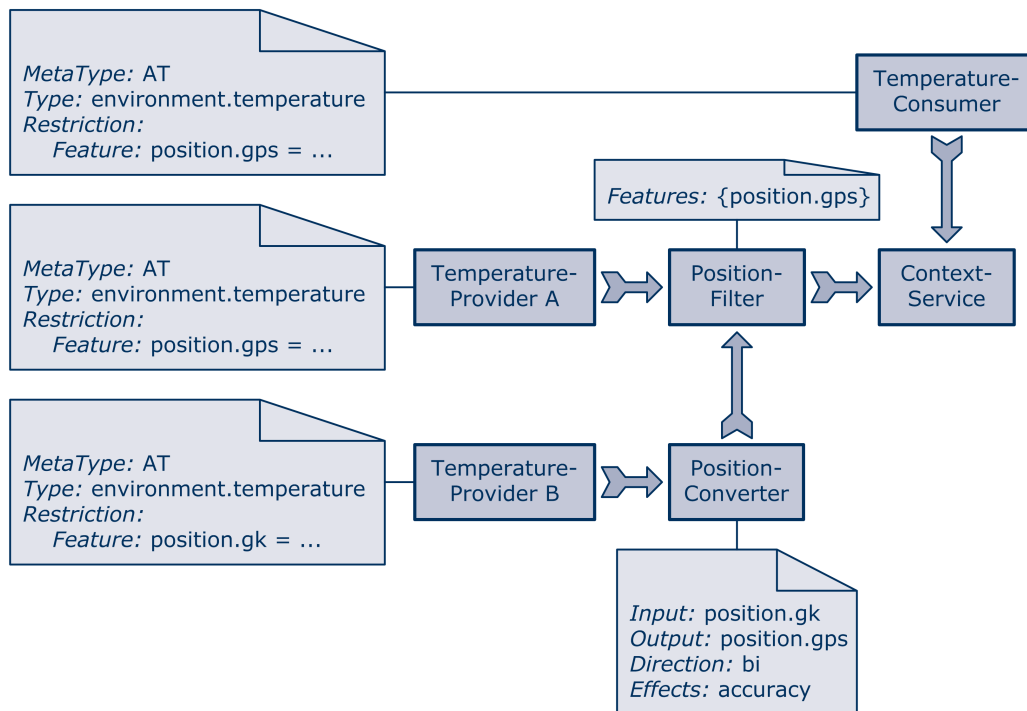 MetaType: AT
Type: environment.temperature
Restriction:
Feature: position.gps = ...
Temperature-
Consumer
Features: {position.gps}
MetaType: AT
Type: environment.temperature
Restriction:
Feature: position.gps = ...
Temperature-
Provider A
Position-
Filter
Context-
Service
MetaType: AT
Type: environment.temperature
Restriction:
Feature: position.gk = ...
Temperature-
Provider B
Position-
Converter
Input: position.gk
Output: position.gps
Direction: bi
Effects: accuracy